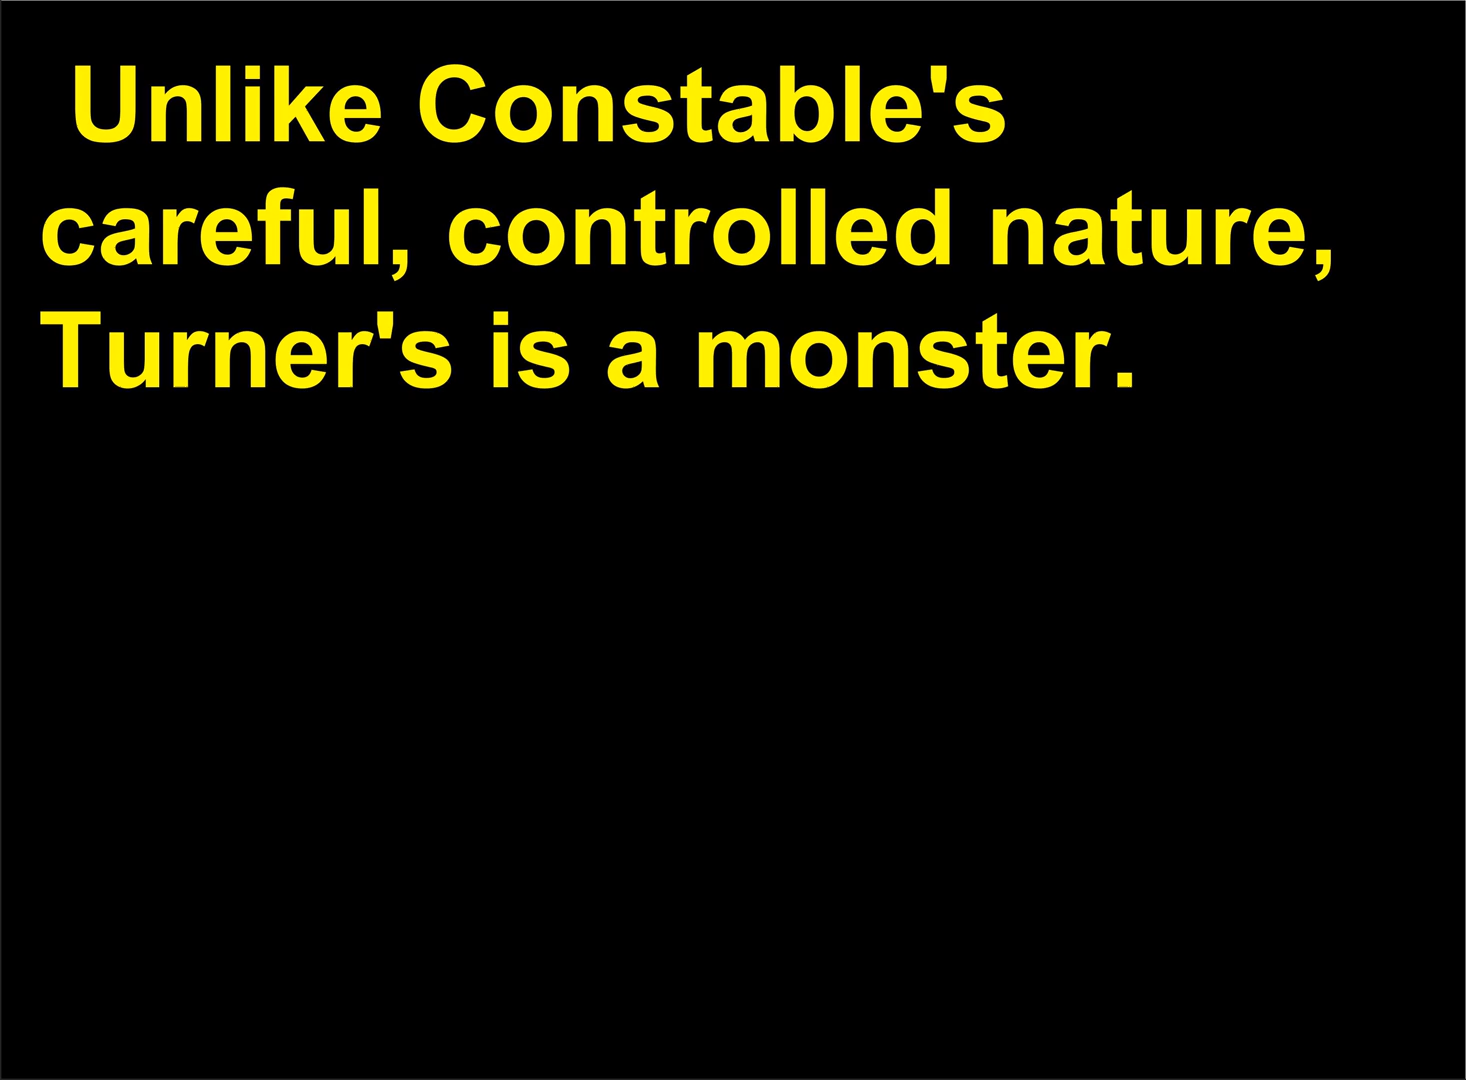 Unlike Constable's
careful, controlled nature,
Turner's is a monster.